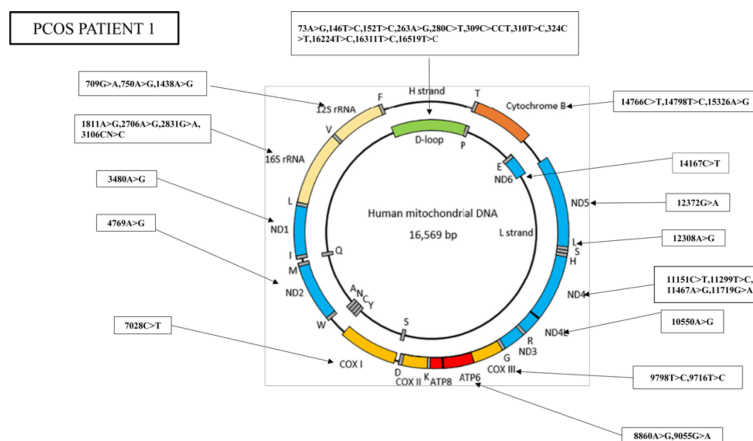 PCOS PATIENT 1
73A>G,146T>C,152T>C,263A>G,280C>T,309C>CCT,310T>C,324C
>T,16224T>C,16311T>C,16519T>C
709G>A,750A>G,1438A>G
1811A>G,2706A>G,2831G>A,
3106CN>C
3480A>G
4769A>G
7028C>T
14766C>T,14798T>C,15326A>G
14167C>T
12372G>A
12308A>G
11151C>T,11299T>C,
11467A>G,11719G>A
10550A>G
9798T>C,9716T>C
8860A>G,9055G>A
H strand
F
T
12S rRNA
Cytochrome B
V
D-loop
P
16S rRNA
E
ND6
L
ND1
Human mitochondrial DNA
16,569 bp
L strand
ND5
I
M
Q
L
S
H
ND2
A
N
C
Y
W
S
ND4
ND4L
R
ND3
G
COX I
D
COX II
K
ATP8
ATP6
COX III